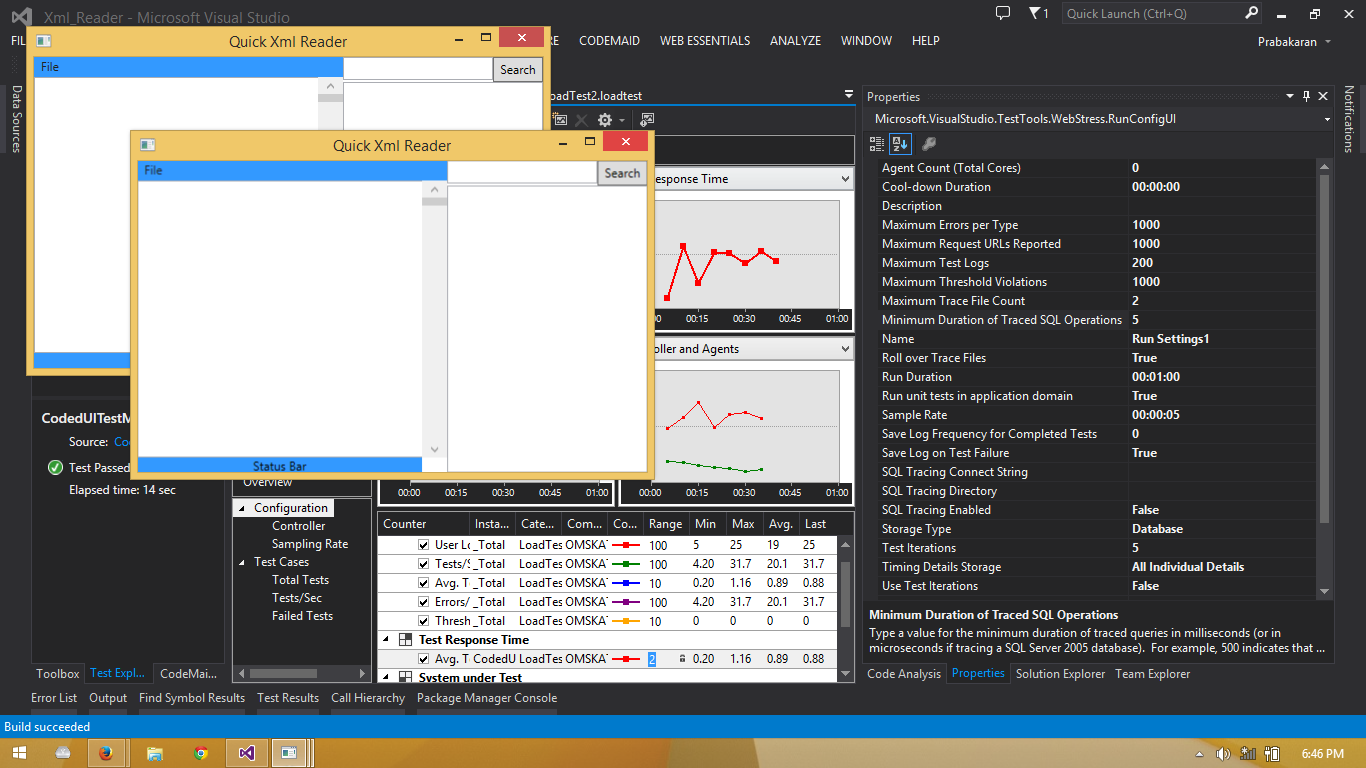 Xml_Reader - Microsoft Visual Studio
1
Quick Launch (Ctrl+Q)
CODEMAID WEB ESSENTIALS ANALYZE WINDOW HELP
Prabakaran
Quick Xml Reader
File
Search
Quick Xml Reader
File
Search
Status Bar
Data Sources
Notifications
oadTest2.loadtest
esponse Time
00 00:15 00:30 00:45 01:00
oller and Agents
00:00 00:15 00:30 00:45 01:00
00:00 00:15 00:30 00:45 01:00
CodedUITestM
Source: Co
Test Passed
Elapsed time: 14 sec
Overview
Configuration
Controller
Sampling Rate
Test Cases
Total Tests
Tests/Sec
Failed Tests
Counter Insta... Cate... Com... Co... Range Min Max Avg. Last
User Lo _Total LoadTes OMSKAT 100 5 25 19 25
Tests/S _Total LoadTes OMSKAT 100 4.20 31.7 20.1 31.7
Avg. T _Total LoadTes OMSKAT 10 0.20 1.16 0.89 0.88
Errors/ _Total LoadTes OMSKAT 100 4.20 31.7 20.1 31.7
Thresh _Total LoadTes OMSKAT 10 0 0 0 0
Test Response Time
Avg. T CodedU LoadTes OMSKAT 2 0.20 1.16 0.89 0.88
System under Test
Properties
Microsoft.VisualStudio.TestTools.WebStress.RunConfigUI
Agent Count (Total Cores) 0
Cool-down Duration 00:00:00
Description
Maximum Errors per Type 1000
Maximum Request URLs Reported 1000
Maximum Test Logs 200
Maximum Threshold Violations 1000
Maximum Trace File Count 2
Minimum Duration of Traced SQL Operations 5
Name Run Settings1
Roll over Trace Files True
Run Duration 00:01:00
Run unit tests in application domain True
Sample Rate 00:00:05
Save Log Frequency for Completed Tests 0
Save Log on Test Failure True
SQL Tracing Connect String
SQL Tracing Directory
SQL Tracing Enabled False
Storage Type Database
Test Iterations 5
Timing Details Storage All Individual Details
Use Test Iterations False
Minimum Duration of Traced SQL Operations
Type a value for the minimum duration of traced queries in milliseconds (or in
microseconds if tracing a SQL Server 2005 database). For example, 500 indicates that ...
Toolbox Test Expl... CodeMai...
Code Analysis Properties Solution Explorer Team Explorer
Error List Output Find Symbol Results Test Results Call Hierarchy Package Manager Console
Build succeeded
6:46 PM